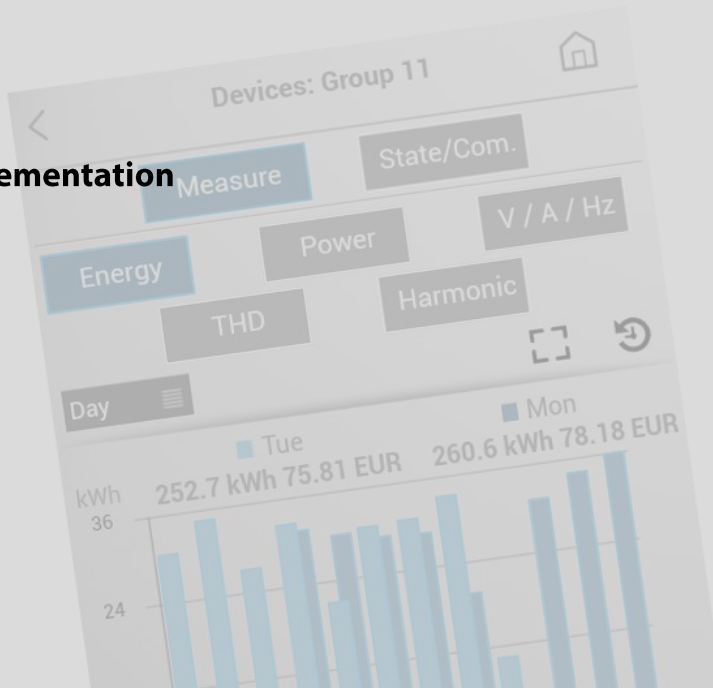 Devices: Group 11
ementation
Measure State/Com.
Energy Power V / A / Hz
THD Harmonic
Day
Tue Mon
kWh 252.7 kWh 75.81 EUR 260.6 kWh 78.18 EUR
36
24